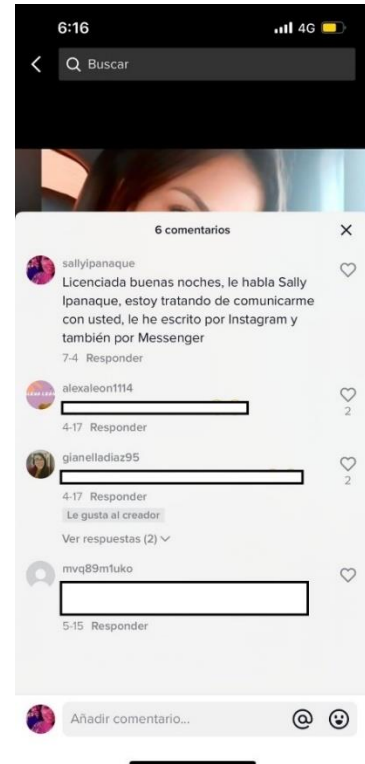 6:16
4G
Buscar
6 comentarios
sallyipanaque
Licenciada buenas noches, le habla Sally
Ipanaque, estoy tratando de comunicarme
con usted, le he escrito por Instagram y
también por Messenger
7-4 Responder
alexaleon1114
2
4-17 Responder
gianelladiaz95
2
4-17 Responder
Le gusta al creador
Ver respuestas (2)
mvq89m1uko
5-15 Responder
Añadir comentario...